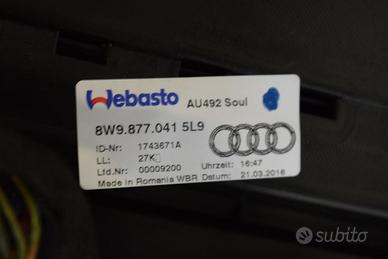 Webasto AU492 Soul
8W9.877.041 5L9
ID-Nr: 1743671A
LL: 27K
Ltd.Nr: 00009200 Uhrzeit: 16:47
Made in Romania WBR Datum: 21.03.2016
subito